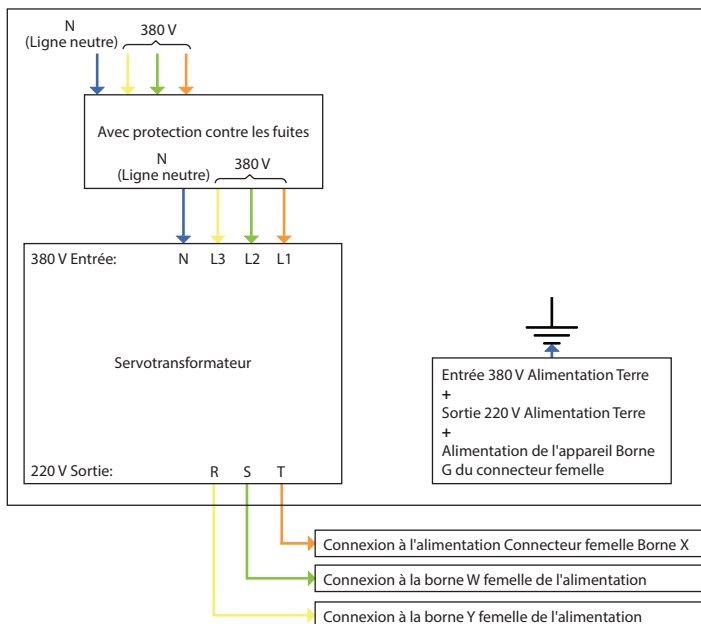 N
(Ligne neutre)
380 V
Avec protection contre les fuites
N
(Ligne neutre)
380 V
380 V Entrée: N L3 L2 L1
Servotransformateur
220 V Sortie: R S T
Entrée 380 V Alimentation Terre
+
Sortie 220 V Alimentation Terre
+
Alimentation de l'appareil Borne
G du connecteur femelle
Connexion à l'alimentation Connecteur femelle Borne X
Connexion à la borne W femelle de l'alimentation
Connexion à la borne Y femelle de l'alimentation